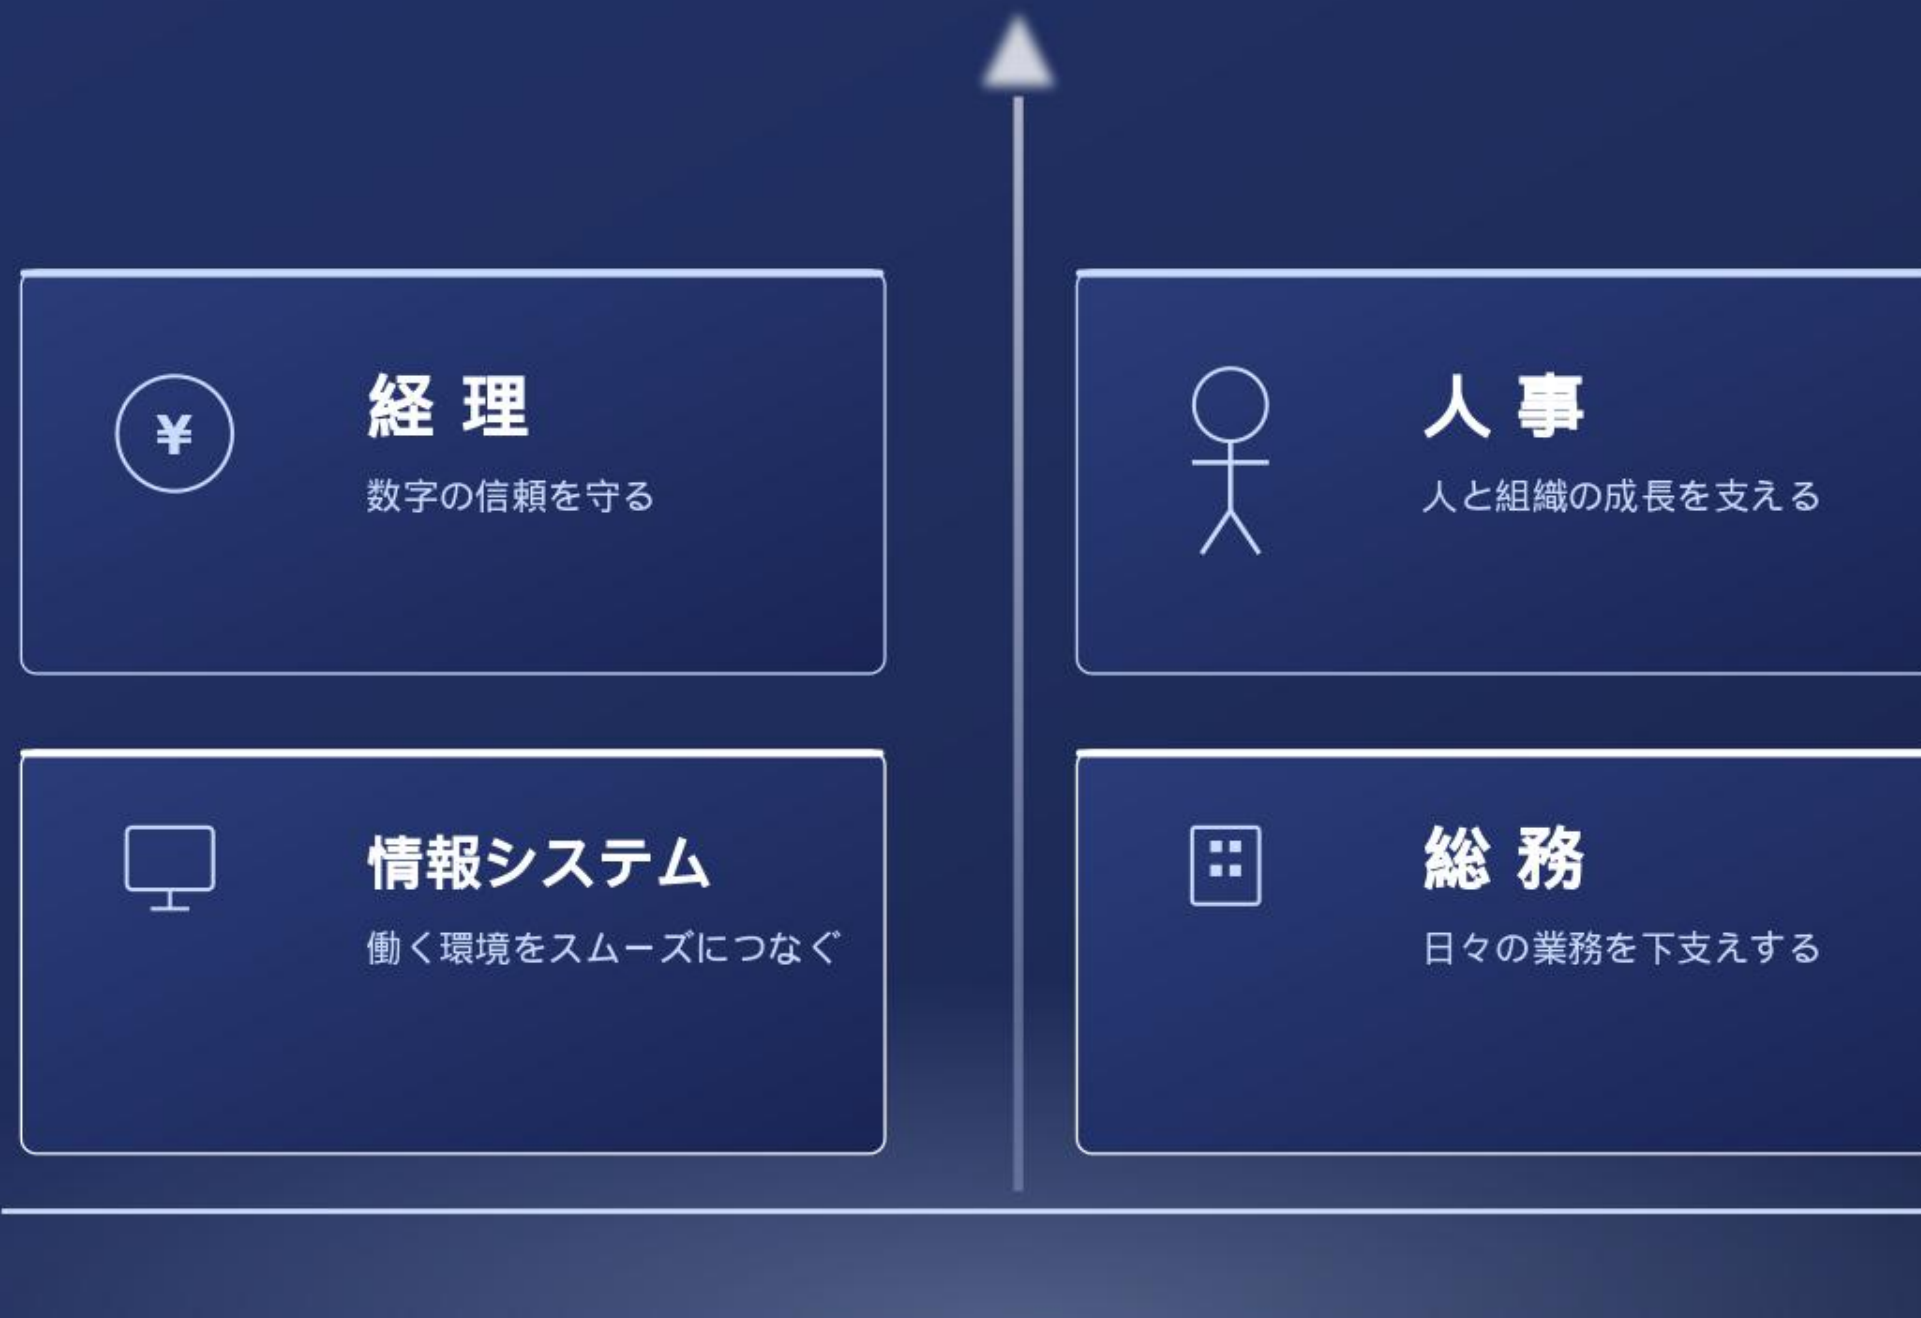 ¥
経 理
数字の信頼を守る
人 事
人と組織の成長を支える
情報システム
働く環境をスムーズにつなぐ
総 務
日々の業務を下支えする